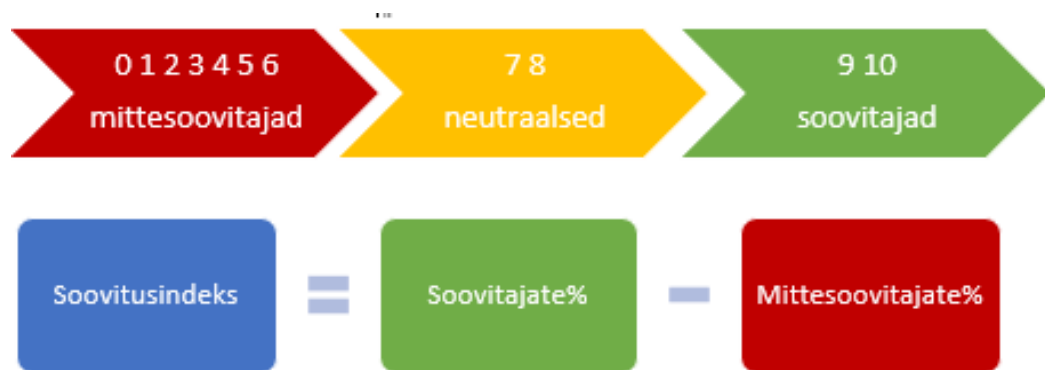 0 1 2 3 4 5 6
mittesoovitajad
7 8
neutraalsed
9 10
soovitajad
Soovitusindeks = Soovitajate% - Mittesoovitajate%